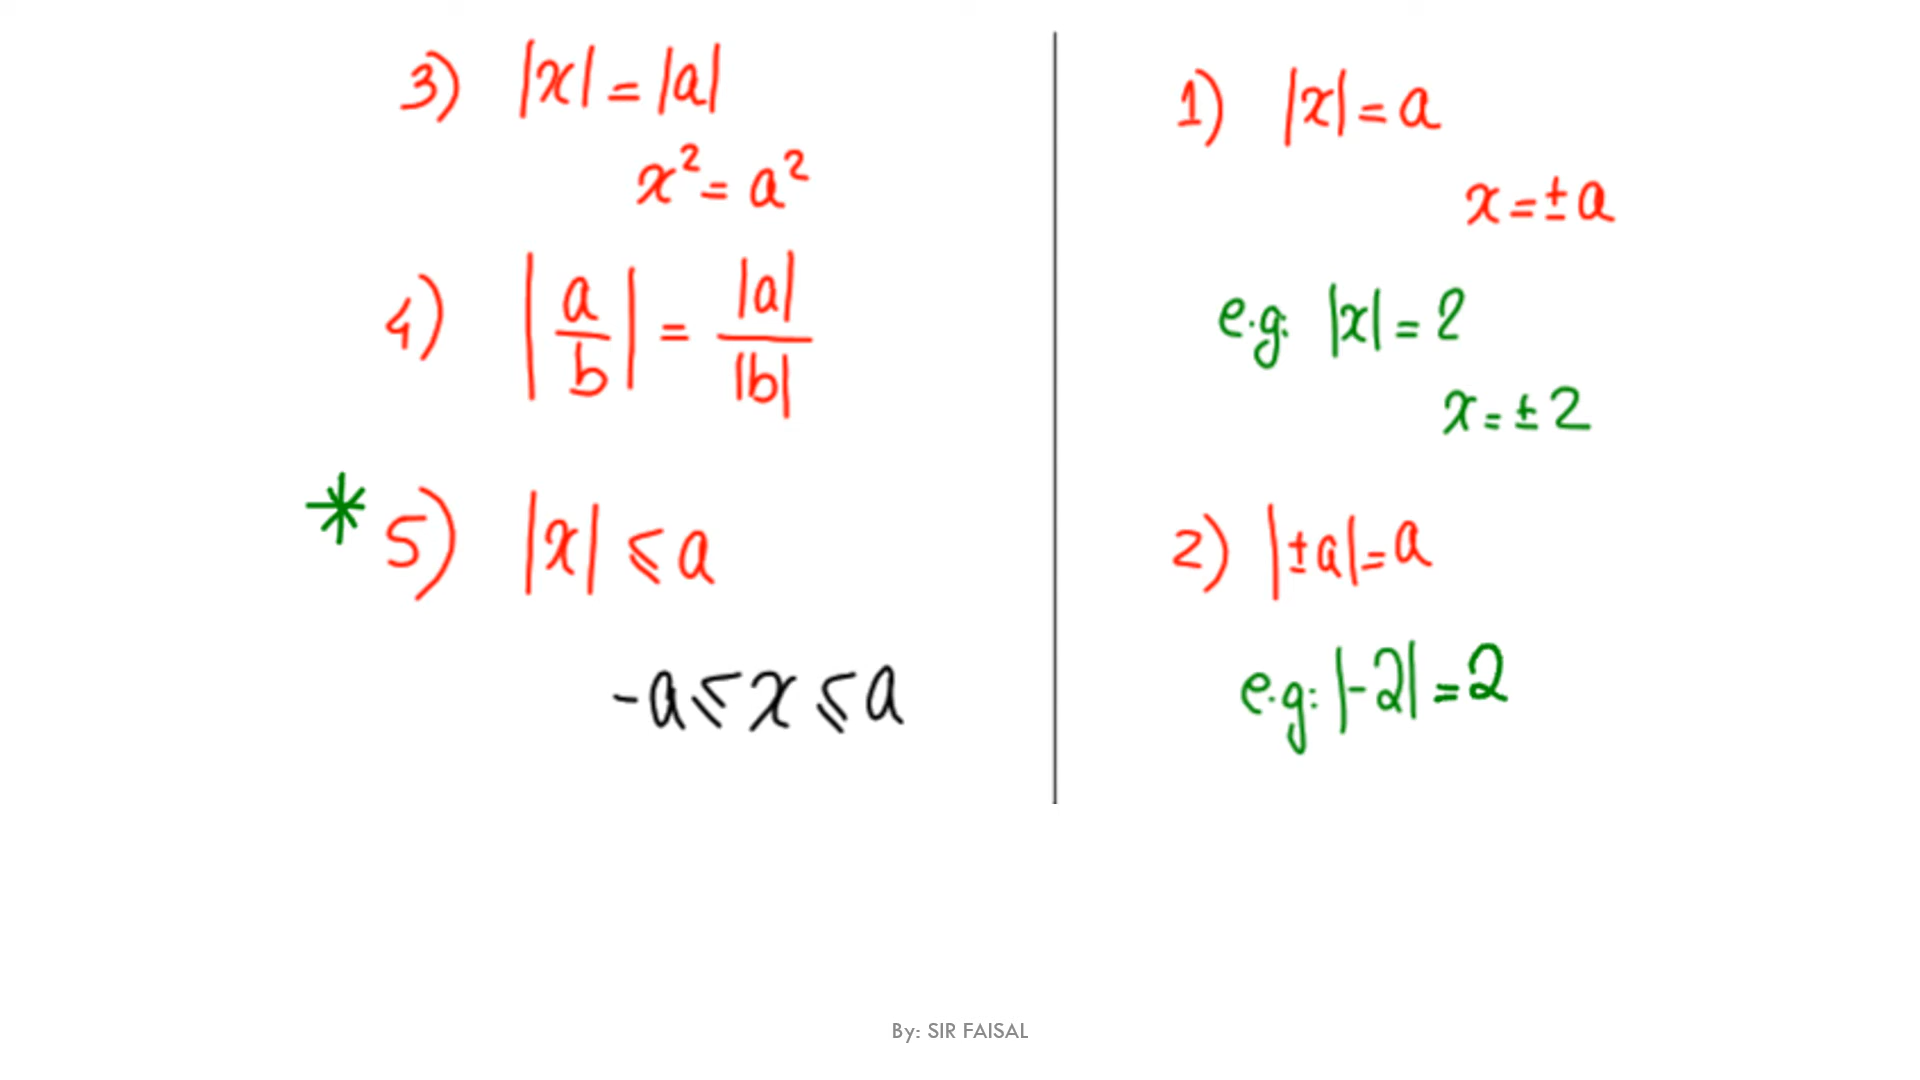 3) |x| = |a|
x² = a²
4) |a/b| = |a|/|b|
* 5) |x| ⩽ a
-a ⩽ x ⩽ a
1) |x| = a
x = ±a
e.g: |x| = 2
x = ±2
2) |±a| = a
e.g: |-2| = 2
By: SIR FAISAL